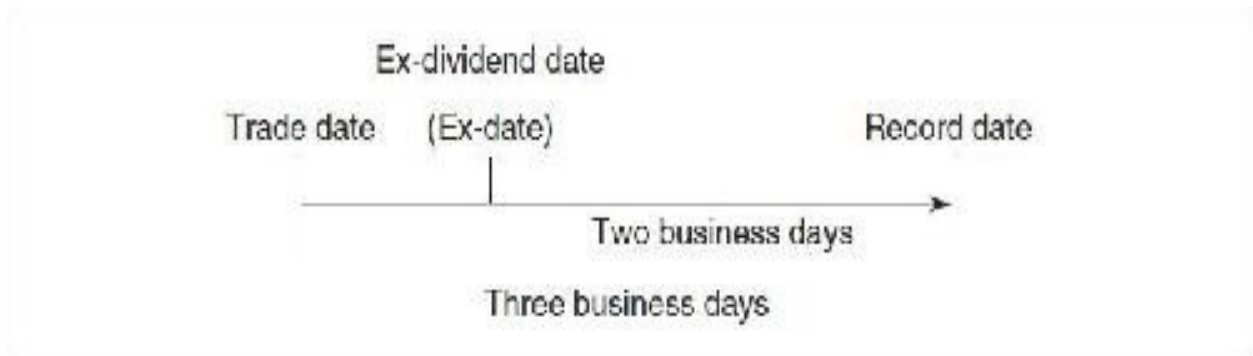 Ex-dividend date
Trade date (Ex-date) Record date
Two business days
Three business days